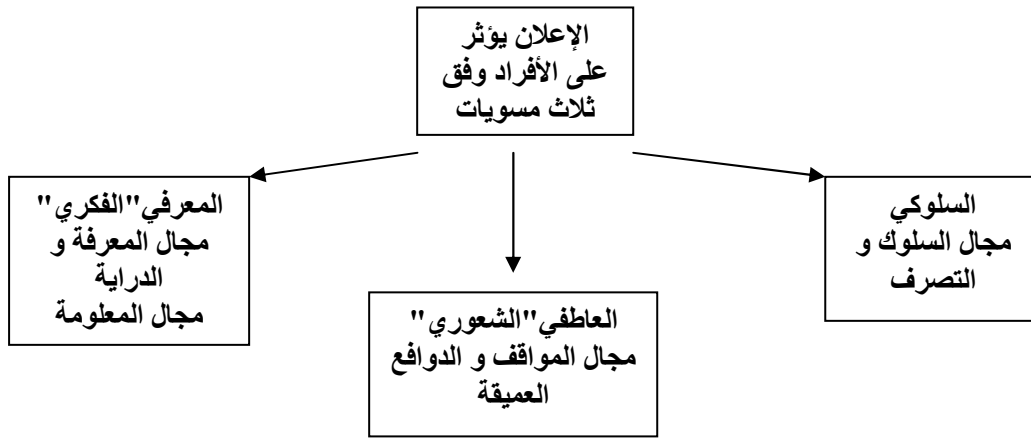 الإعلان يؤثر
على الأفراد وفق
ثلاث مسويات
السلوكي
مجال السلوك و
التصرف
المعرفي"الفكري"
مجال المعرفة و
الدراية
مجال المعلومة
العاطفي"الشعوري"
مجال المواقف و الدوافع
العميقة